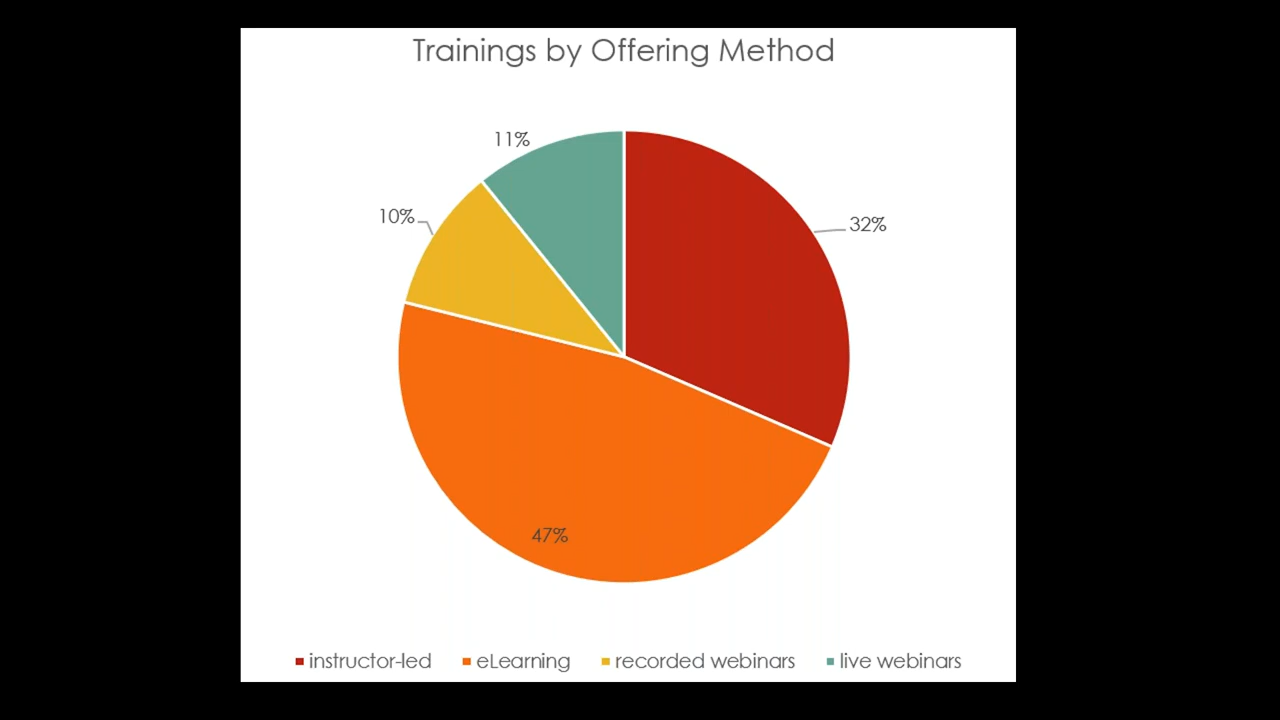 Trainings by Offering Method
11%
10%
32%
47%
instructor-led eLearning recorded webinars live webinars